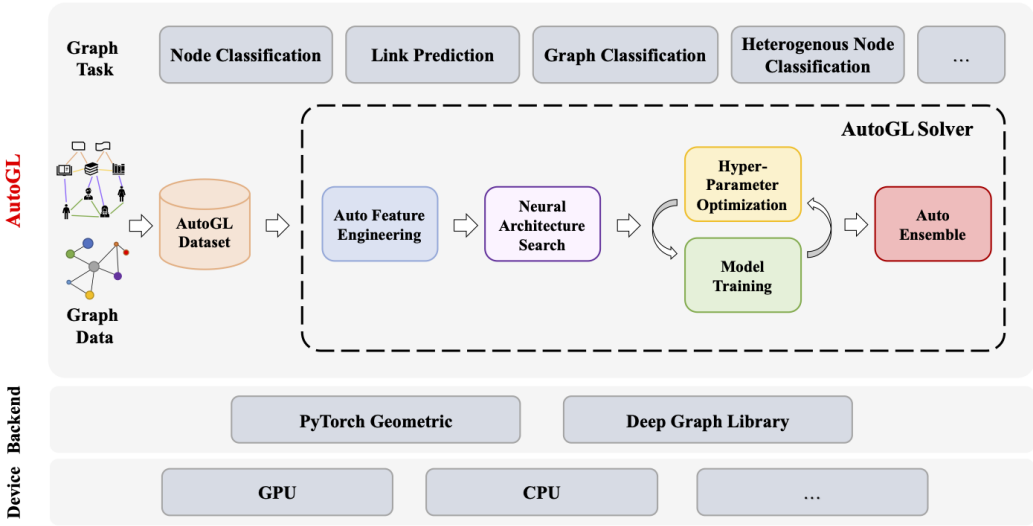 Graph
Task
Node Classification
Link Prediction
Graph Classification
Heterogenous Node
Classification
...
AutoGL
AutoGL Solver
Graph
Data
AutoGL
Dataset
Auto Feature
Engineering
Neural
Architecture
Search
Hyper-
Parameter
Optimization
Model
Training
Auto
Ensemble
Backend
PyTorch Geometric
Deep Graph Library
Device
GPU
CPU
...